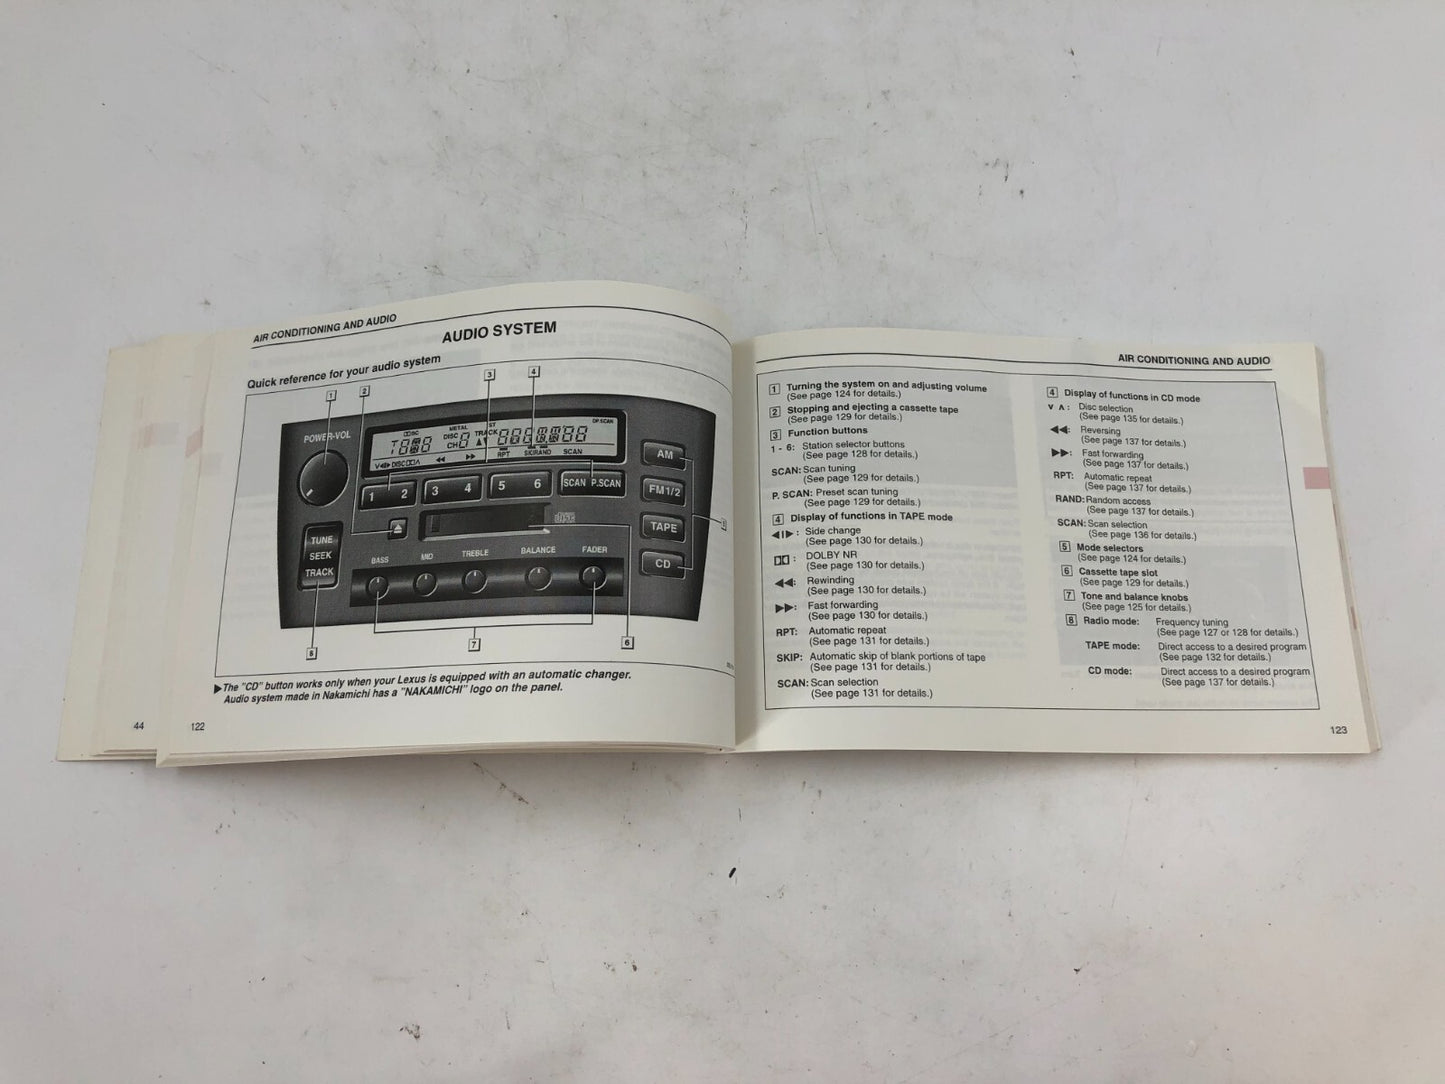 AIR CONDITIONING AND AUDIO
AUDIO SYSTEM
Quick reference for your audio system
1
2
3
4
POWER-VOL
DISC
METAL
ST
DP.SCAN
DISC
TRACK
CH
DISC
RPT
SKIP
RAND
SCAN
1 2
3 4
5 6
SCAN
P.SCAN
AM
FM1/2
TAPE
CD
5
TUNE
SEEK
TRACK
BASS
MID
TREBLE
BALANCE
FADER
8
7
6
▶The "CD" button works only when your Lexus is equipped with an automatic changer.
Audio system made in Nakamichi has a "NAKAMICHI" logo on the panel.
44
122
AIR CONDITIONING AND AUDIO
1 Turning the system on and adjusting volume
(See page 124 for details.)
2 Stopping and ejecting a cassette tape
(See page 129 for details.)
3 Function buttons
1 - 6: Station selector buttons
(See page 128 for details.)
SCAN: Scan tuning
(See page 129 for details.)
P. SCAN: Preset scan tuning
(See page 129 for details.)
4 Display of functions in TAPE mode
◀I▶: Side change
(See page 130 for details.)
: DOLBY NR
(See page 130 for details.)
◀◀: Rewinding
(See page 130 for details.)
▶▶: Fast forwarding
(See page 130 for details.)
RPT: Automatic repeat
(See page 131 for details.)
SKIP: Automatic skip of blank portions of tape
(See page 131 for details.)
SCAN: Scan selection
(See page 131 for details.)
4 Display of functions in CD mode
∨ ∧: Disc selection
(See page 135 for details.)
◀◀: Reversing
(See page 137 for details.)
▶▶: Fast forwarding
(See page 137 for details.)
RPT: Automatic repeat
(See page 137 for details.)
RAND: Random access
(See page 137 for details.)
SCAN: Scan selection
(See page 136 for details.)
5 Mode selectors
(See page 124 for details.)
6 Cassette tape slot
(See page 129 for details.)
7 Tone and balance knobs
(See page 125 for details.)
8 Radio mode: Frequency tuning
(See page 127 or 128 for details.)
TAPE mode: Direct access to a desired program
(See page 132 for details.)
CD mode: Direct access to a desired program
(See page 137 for details.)
123